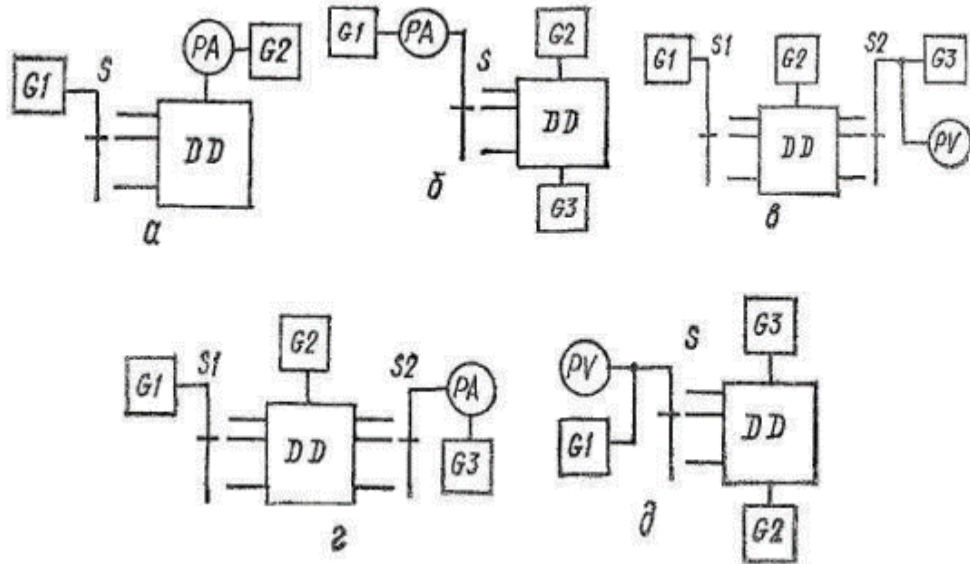 G1 S PA G2
DD
а
G1 PA G2
S
DD
G3
б
G1 S1 G2 S2 G3
DD
PV
в
G1 S1 G2 S2 PA
DD
G3
г
PV S G3
G1 DD
G2
д